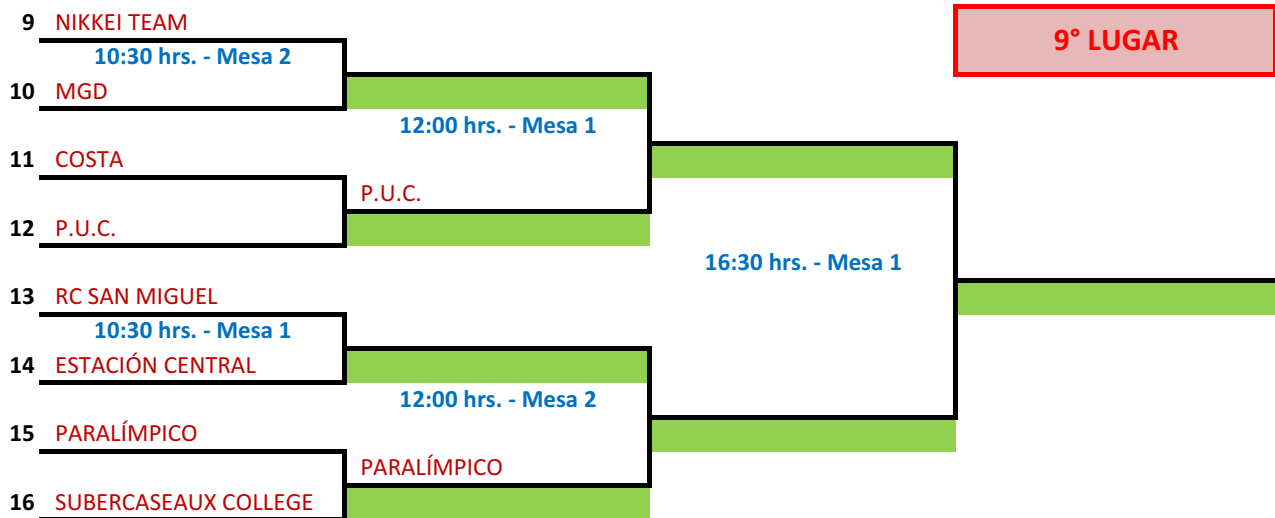 9 NIKKEI TEAM
9° LUGAR
10:30 hrs. - Mesa 2
10 MGD
12:00 hrs. - Mesa 1
11 COSTA
P.U.C.
12 P.U.C.
16:30 hrs. - Mesa 1
13 RC SAN MIGUEL
10:30 hrs. - Mesa 1
14 ESTACIÓN CENTRAL
12:00 hrs. - Mesa 2
15 PARALÍMPICO
PARALÍMPICO
16 SUBERCASEAUX COLLEGE